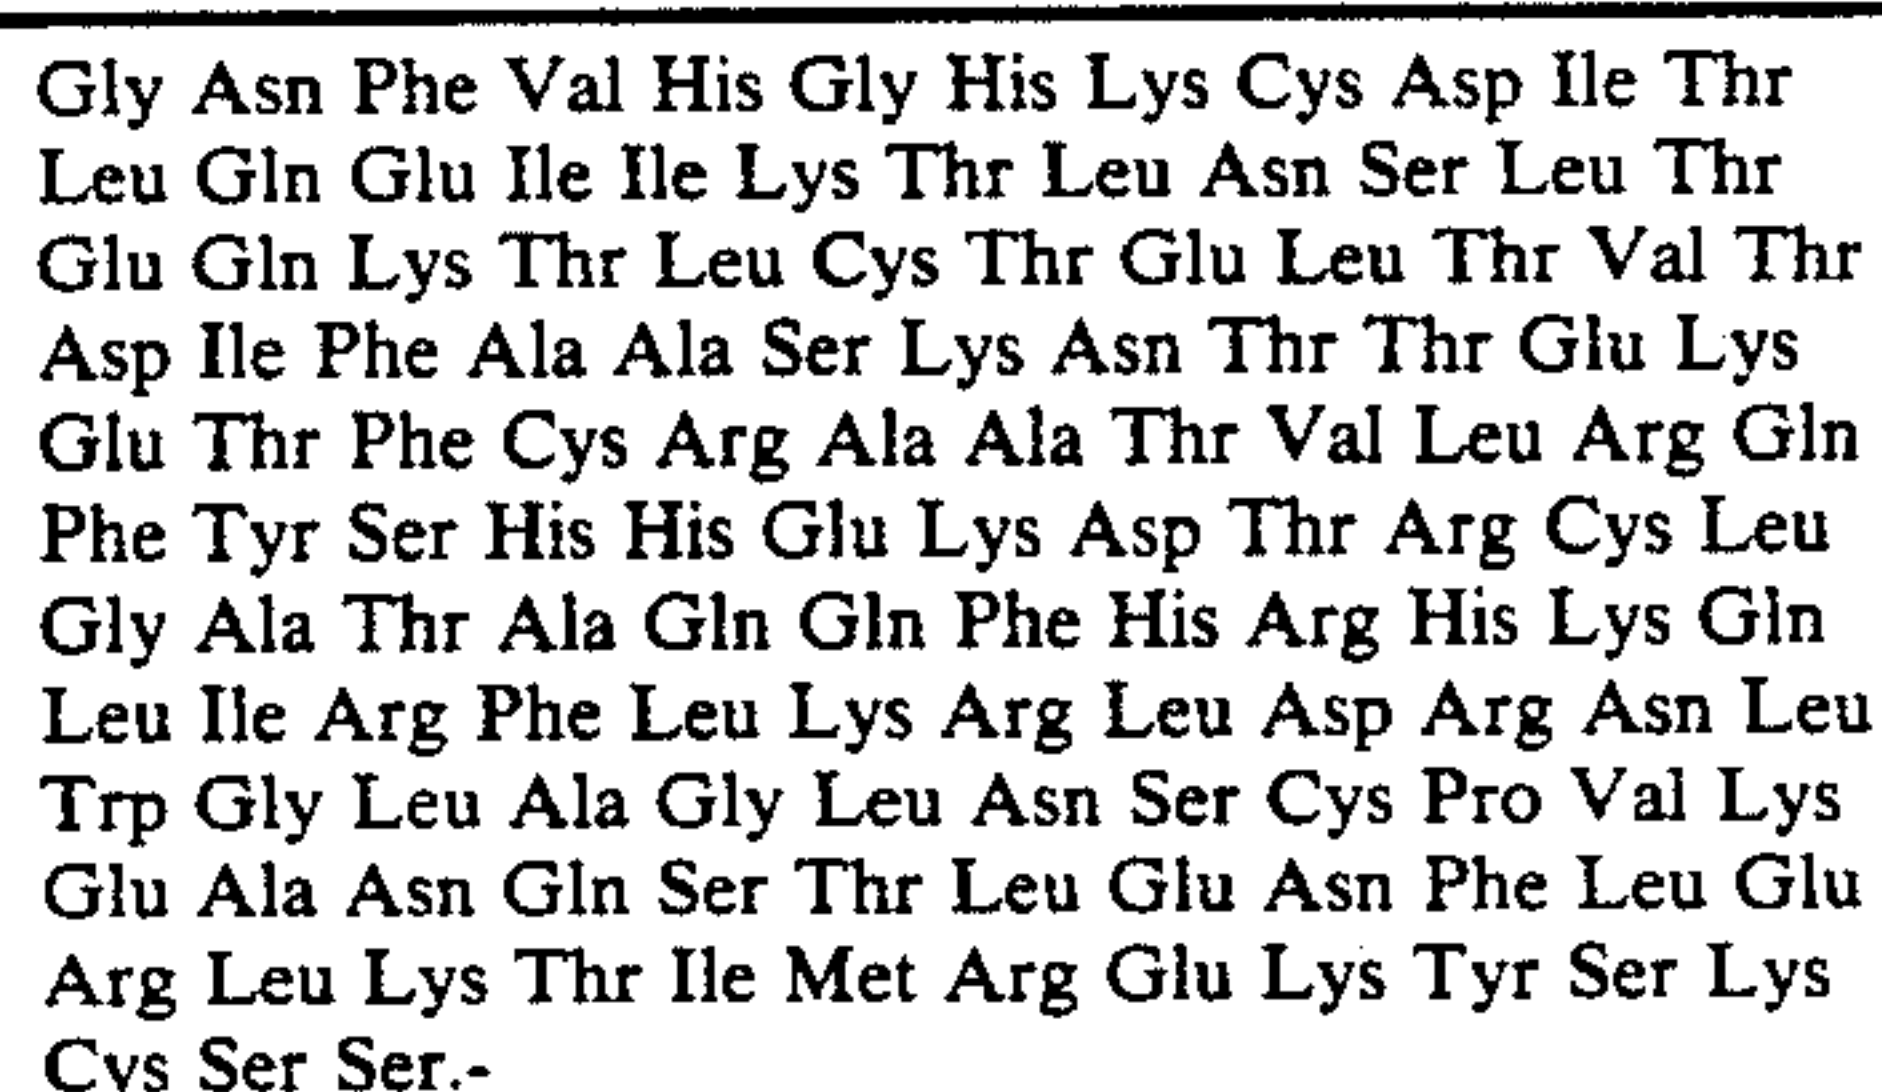 Gly Asn Phe Val His Gly His Lys Cys Asp Ile Thr
Leu Gln Glu Ile Ile Lys Thr Leu Asn Ser Leu Thr
Glu Gln Lys Thr Leu Cys Thr Glu Leu Thr Val Thr
Asp Ile Phe Ala Ala Ser Lys Asn Thr Thr Glu Lys
Glu Thr Phe Cys Arg Ala Ala Thr Val Leu Arg Gln
Phe Tyr Ser His His Glu Lys Asp Thr Arg Cys Leu
Gly Ala Thr Ala Gln Gln Phe His Arg His Lys Gln
Leu Ile Arg Phe Leu Lys Arg Leu Asp Arg Asn Leu
Trp Gly Leu Ala Gly Leu Asn Ser Cys Pro Val Lys
Glu Ala Asn Gln Ser Thr Leu Glu Asn Phe Leu Glu
Arg Leu Lys Thr Ile Met Arg Glu Lys Tyr Ser Lys
Cys Ser Ser.-